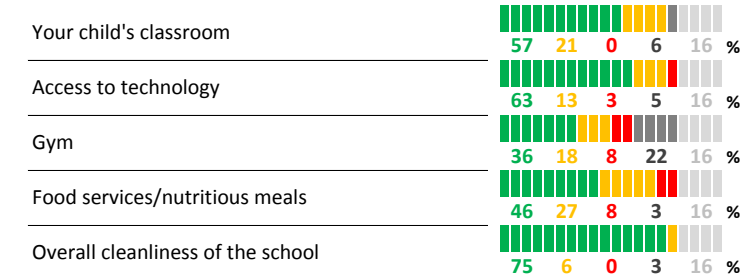 Your child's classroom
57 21 0 6 16 %
Access to technology
63 13 3 5 16 %
Gym
36 18 8 22 16 %
Food services/nutritious meals
46 27 8 3 16 %
Overall cleanliness of the school
75 6 0 3 16 %